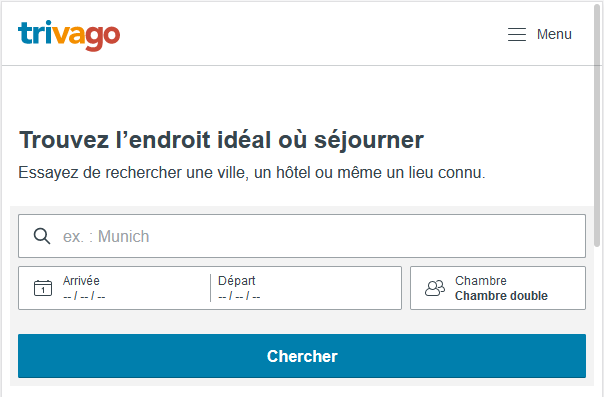 trivago
Menu
Trouvez l’endroit idéal où séjourner
Essayez de rechercher une ville, un hôtel ou même un lieu connu.
ex. : Munich
1
Arrivée
-- / -- / --
Départ
-- / -- / --
Chambre
Chambre double
Chercher